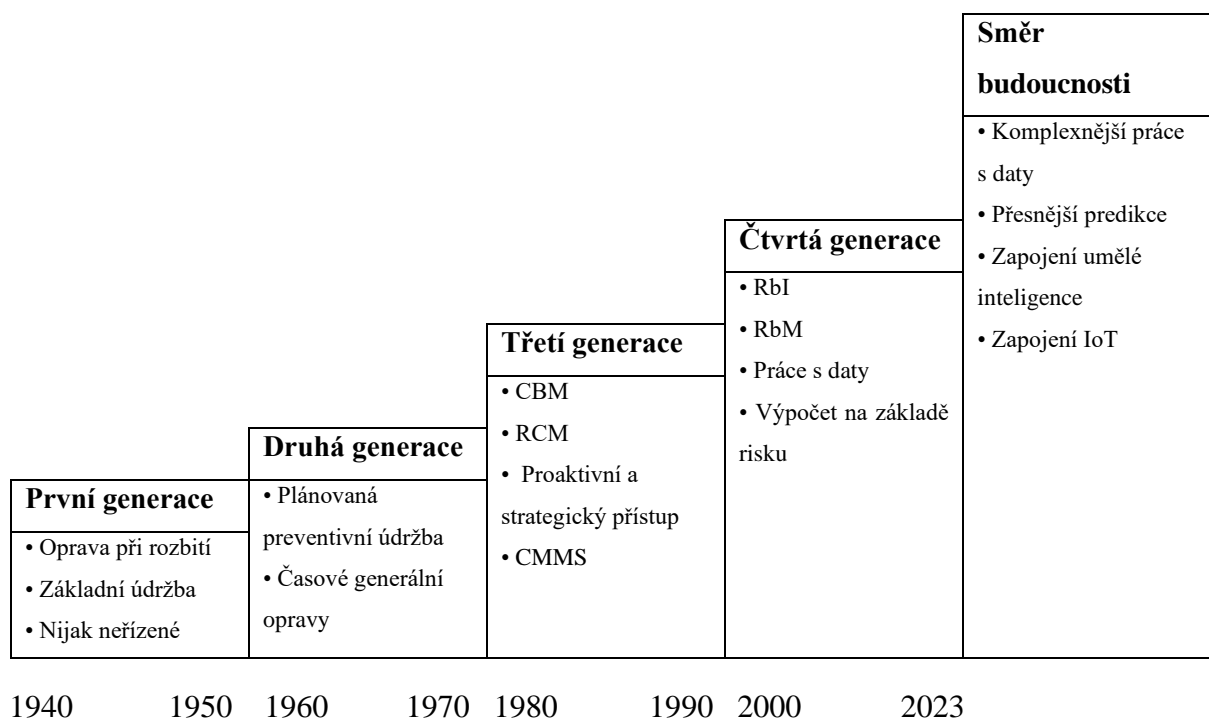 První generace
• Oprava při rozbití
• Základní údržba
• Nijak neřízené
Druhá generace
• Plánovaná
preventivní údržba
• Časové generální
opravy
Třetí generace
• CBM
• RCM
• Proaktivní a
strategický přístup
• CMMS
Čtvrtá generace
• RbI
• RbM
• Práce s daty
• Výpočet na základě
risku
Směr
budoucnosti
• Komplexnější práce
s daty
• Přesnější predikce
• Zapojení umělé
inteligence
• Zapojení IoT
1940 1950 1960 1970 1980 1990 2000 2023